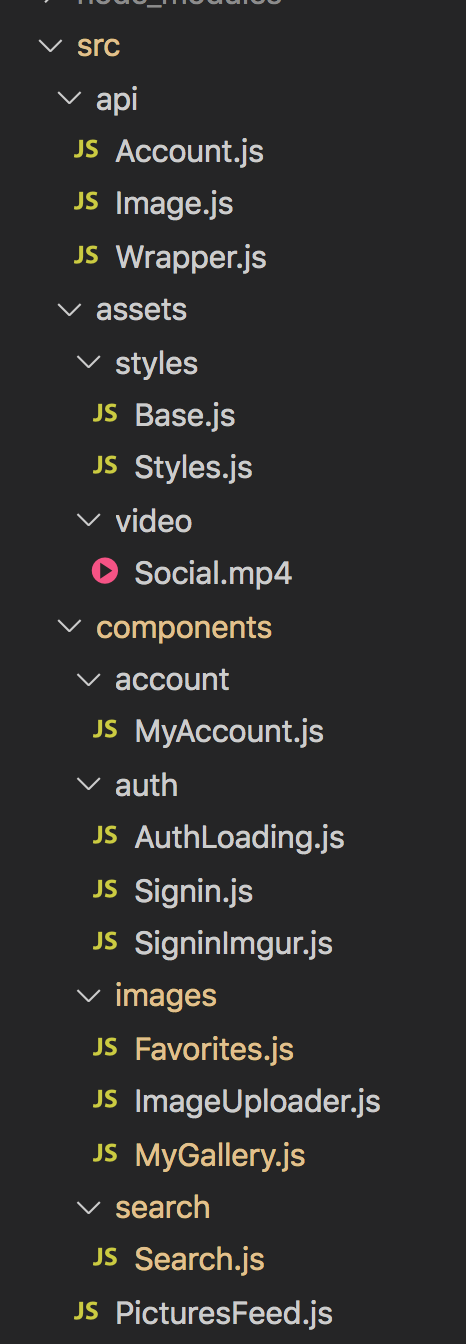 node_modules
src
api
JS Account.js
JS Image.js
JS Wrapper.js
assets
styles
JS Base.js
JS Styles.js
video
Social.mp4
components
account
JS MyAccount.js
auth
JS AuthLoading.js
JS Signin.js
JS SigninImgur.js
images
JS Favorites.js
JS ImageUploader.js
JS MyGallery.js
search
JS Search.js
JS PicturesFeed.js